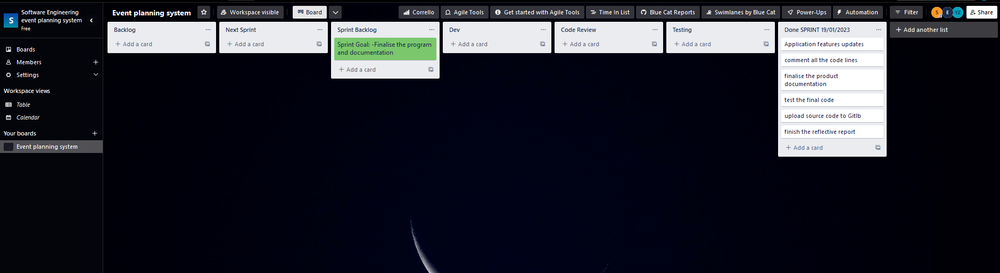 S
Software Engineering
event planning system
Free
Boards
Members
Settings
Workspace views
Table
Calendar
Your boards
Event planning system
Event planning system
Workspace visible
Board
Corrello
Agile Tools
Get started with Agile Tools
Time In List
Blue Cat Reports
Swimlanes by Blue Cat
Power-Ups
Automation
Filter
S
E
YZ
Share
Backlog
+ Add a card
Next Sprint
+ Add a card
Sprint Backlog
Sprint Goal: -Finalise the program
and documentation
+ Add a card
Dev
+ Add a card
Code Review
+ Add a card
Testing
+ Add a card
Done SPRINT 19/01/2023
Application features updates
comment all the code lines
finalise the product
documentation
test the final code
upload source code to Gitlb
finish the reflective report
+ Add a card
+ Add another list